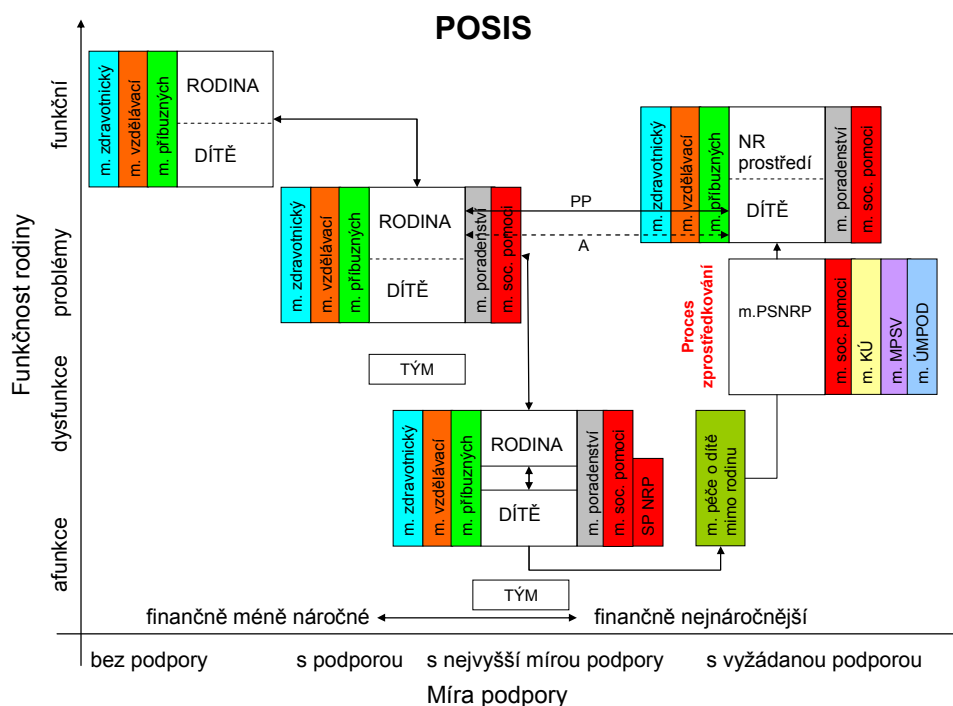 POSIS
Funkčnost rodiny
funkční
problémy
dysfunkce
afunkce
m. zdravotnický
m. vzdělávací
m. příbuzných
RODINA
DÍTĚ
m. zdravotnický
m. vzdělávací
m. příbuzných
RODINA
DÍTĚ
m. poradenství
m. soc. pomoci
PP
A
m. zdravotnický
m. vzdělávací
m. příbuzných
NR
prostředí
DÍTĚ
m. poradenství
m. soc. pomoci
Proces
zprostředkování
m.PSNRP
m. soc. pomoci
m. KÚ
m. MPSV
m. ÚMPOD
TÝM
m. zdravotnický
m. vzdělávací
m. příbuzných
RODINA
DÍTĚ
m. poradenství
m. soc. pomoci
SP NRP
m. péče o dítě
mimo rodinu
TÝM
finančně méně náročné
finančně nejnáročnější
bez podpory
s podporou
s nejvyšší mírou podpory
s vyžádanou podporou
Míra podpory